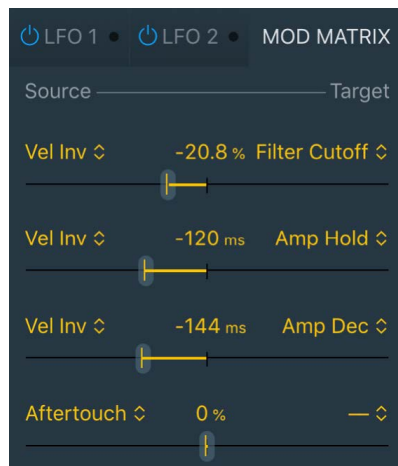 LFO 1 LFO 2 MOD MATRIX
Source Target
Vel Inv -20.8 % Filter Cutoff
Vel Inv -120 ms Amp Hold
Vel Inv -144 ms Amp Dec
Aftertouch 0 % —